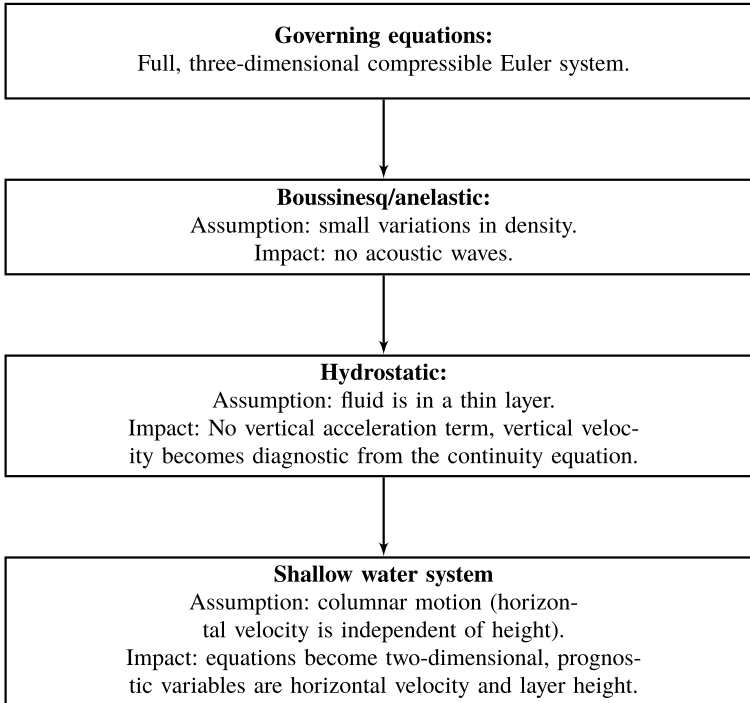 Governing equations:
Full, three-dimensional compressible Euler system.
Boussinesq/anelastic:
Assumption: small variations in density.
Impact: no acoustic waves.
Hydrostatic:
Assumption: fluid is in a thin layer.
Impact: No vertical acceleration term, vertical veloc-
ity becomes diagnostic from the continuity equation.
Shallow water system
Assumption: columnar motion (horizon-
tal velocity is independent of height).
Impact: equations become two-dimensional, prognos-
tic variables are horizontal velocity and layer height.